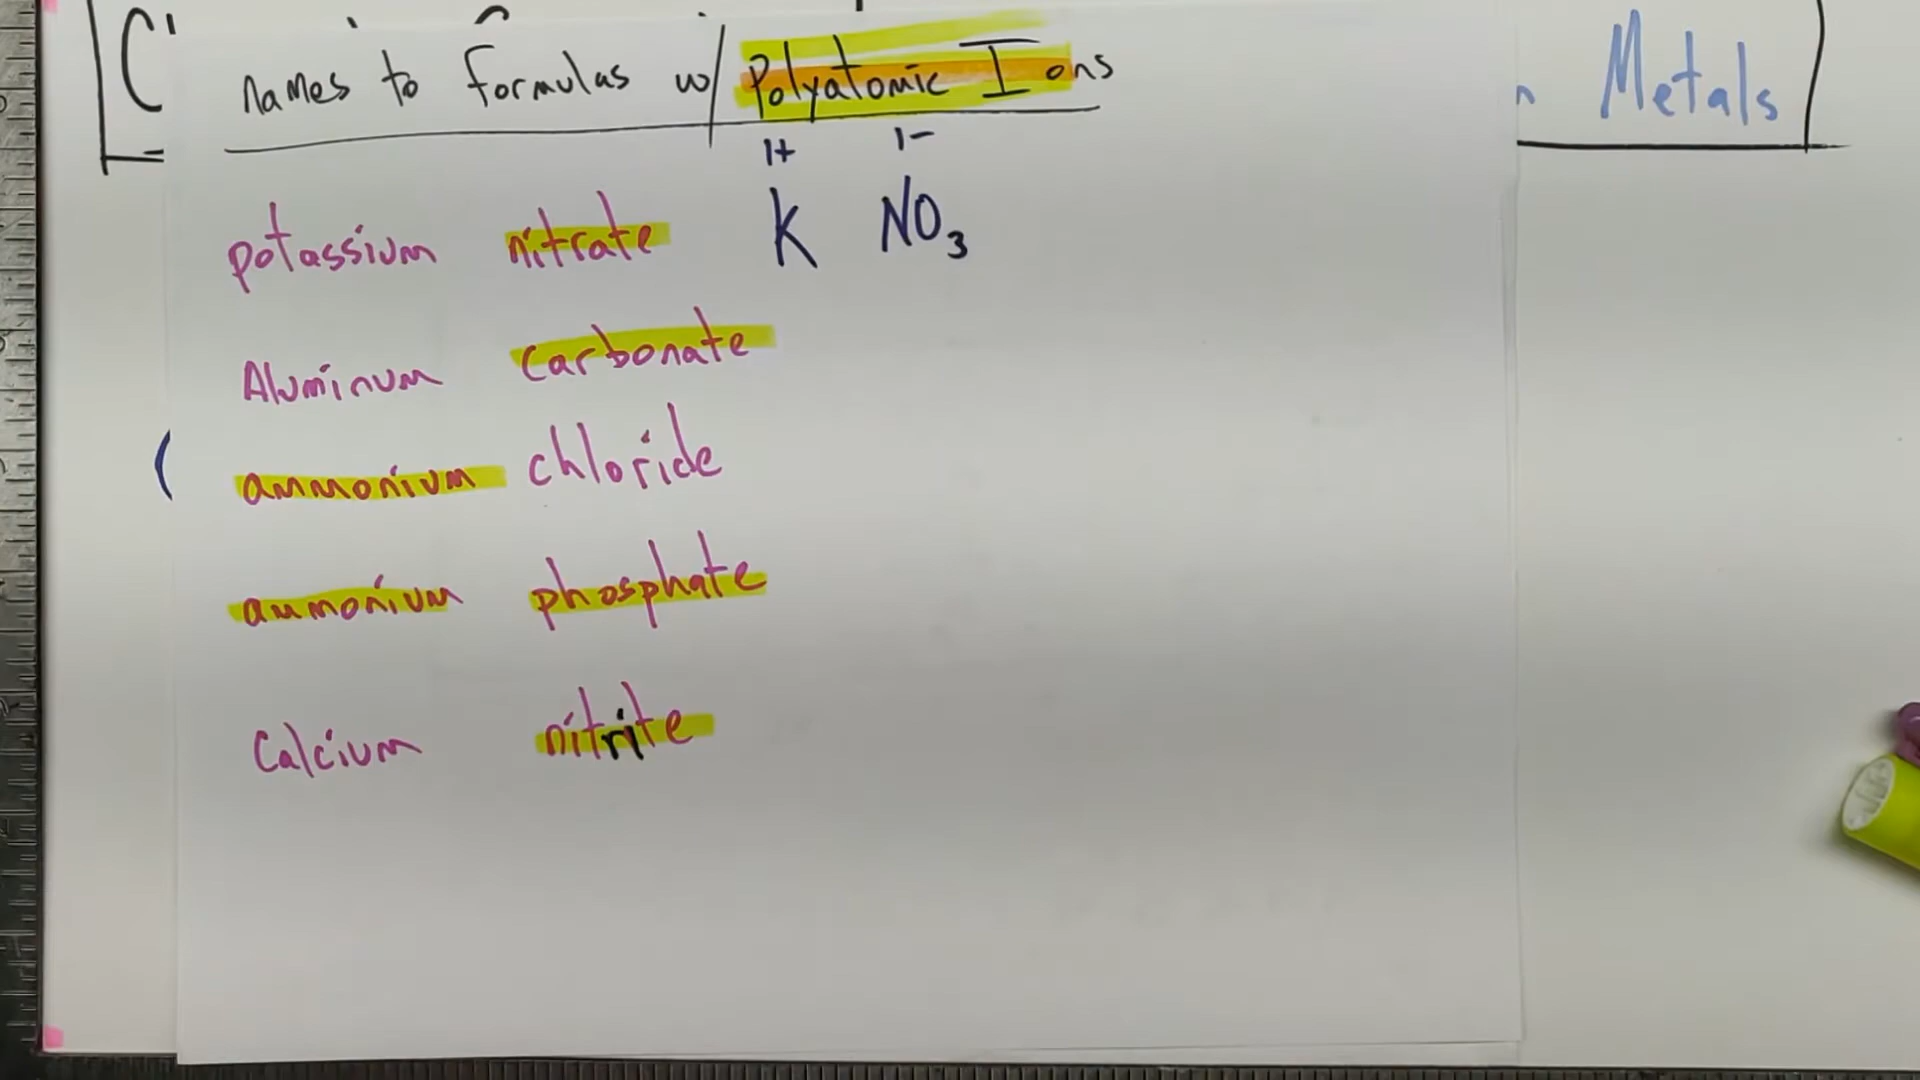 names to formulas w/ Polyatomic Ions
Metals
1+ 1-
potassium nitrate K NO₃
Aluminum carbonate
ammonium chloride
ammonium phosphate
Calcium nitrite